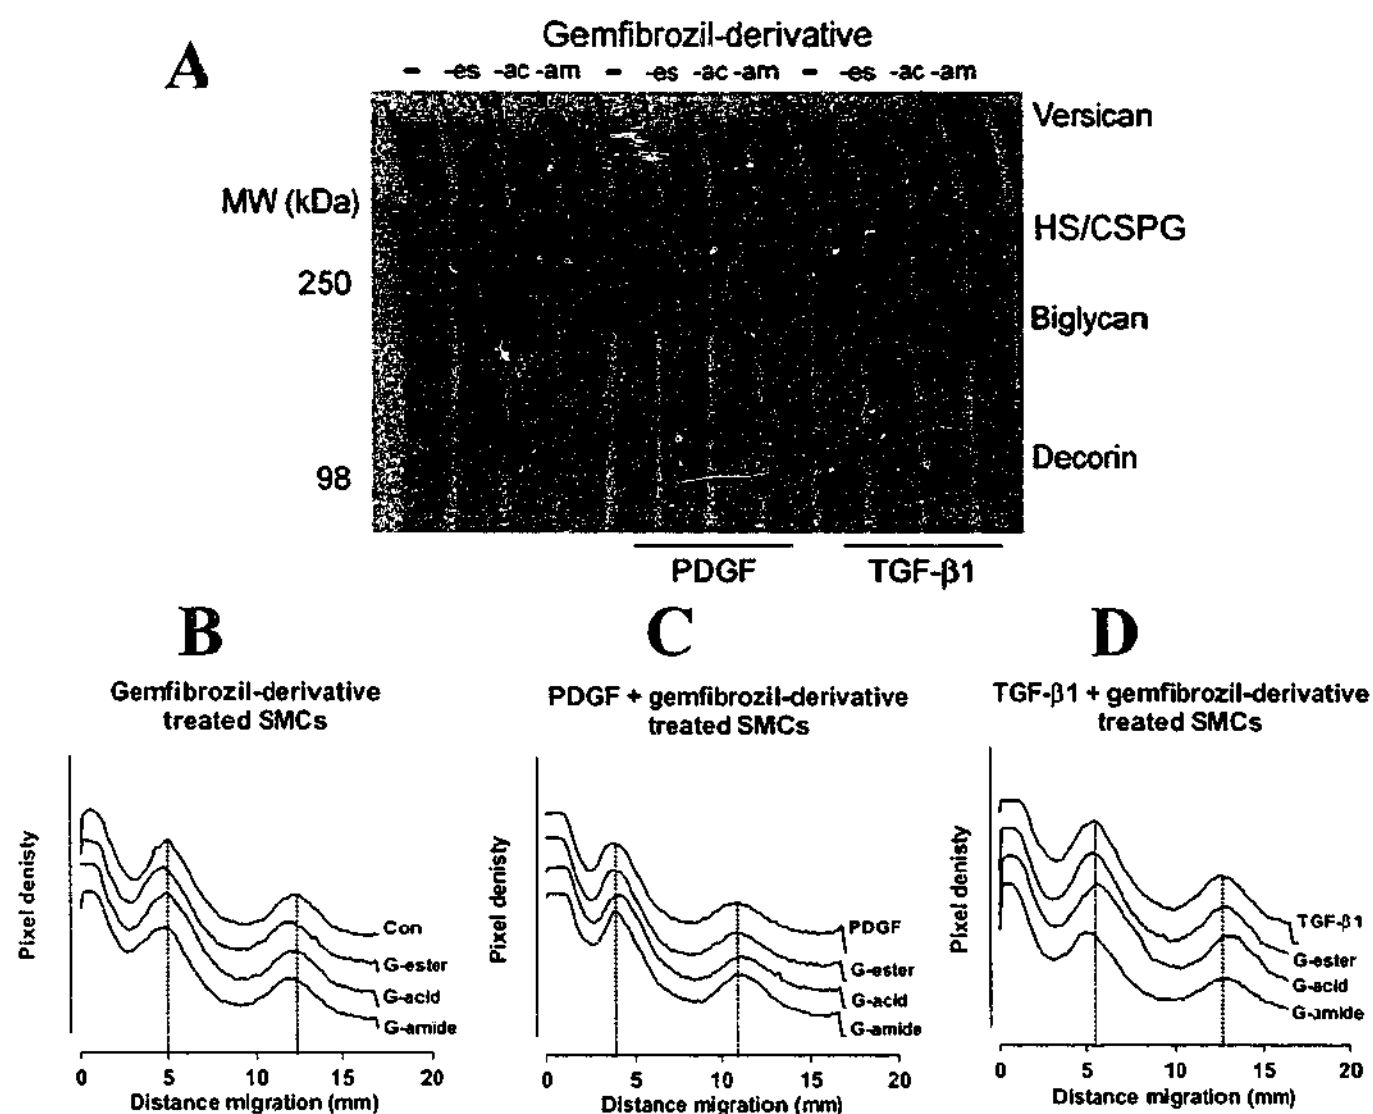 A
Gemfibrozil-derivative
- -es -ac -am - -es -ac -am - -es -ac -am
Versican
MW (kDa)
HS/CSPG
250
Biglycan
Decorin
98
PDGF TGF-β1
B
Gemfibrozil-derivative
treated SMCs
Pixel denisty
Con
G-ester
G-acid
G-amide
0 5 10 15 20
Distance migration (mm)
C
PDGF + gemfibrozil-derivative
treated SMCs
Pixel denisty
PDGF
G-ester
G-acid
G-amide
0 5 10 15 20
Distance migration (mm)
D
TGF-β1 + gemfibrozil-derivative
treated SMCs
Pixel denisty
TGF-β1
G-ester
G-acid
G-amide
0 5 10 15 20
Distance migration (mm)